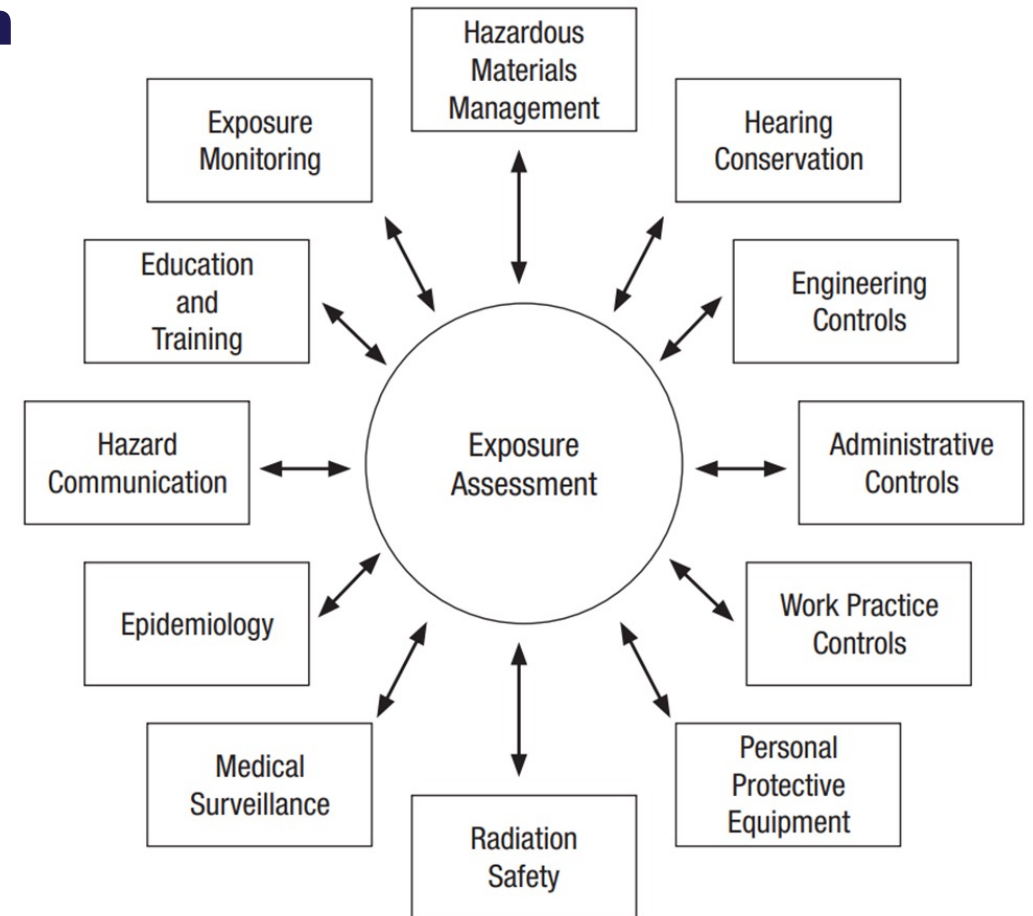 n
Hazardous
Materials
Management
Exposure
Monitoring
Hearing
Conservation
Education
and
Training
Engineering
Controls
Hazard
Communication
Exposure
Assessment
Administrative
Controls
Epidemiology
Work Practice
Controls
Medical
Surveillance
Personal
Protective
Equipment
Radiation
Safety